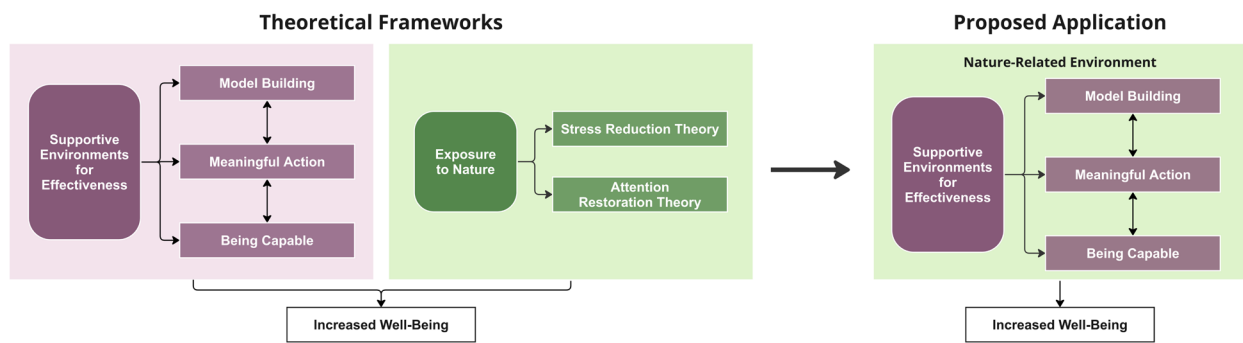 Theoretical Frameworks
Supportive
Environments
for
Effectiveness
Model Building
Meaningful Action
Being Capable
Exposure
to Nature
Stress Reduction Theory
Attention
Restoration Theory
Increased Well-Being
Proposed Application
Nature-Related Environment
Supportive
Environments
for
Effectiveness
Model Building
Meaningful Action
Being Capable
Increased Well-Being